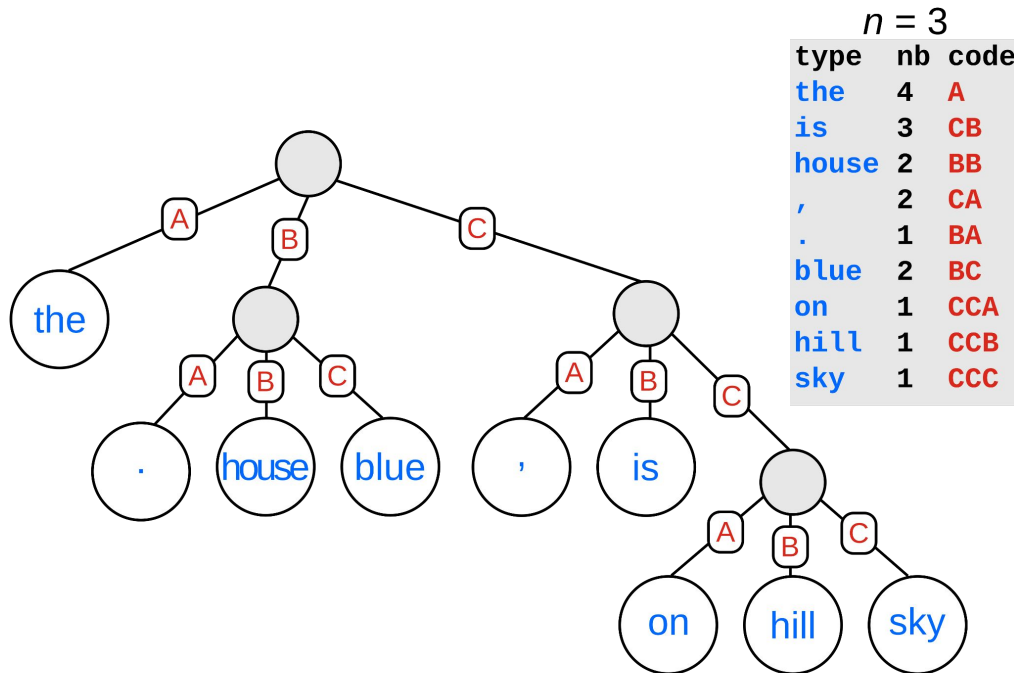 n = 3
type nb code
the 4 A
is 3 CB
house 2 BB
, 2 CA
. 1 BA
blue 2 BC
on 1 CCA
hill 1 CCB
sky 1 CCC
A
B
C
the
A
B
C
A
B
C
.
house
blue
,
is
A
B
C
on
hill
sky